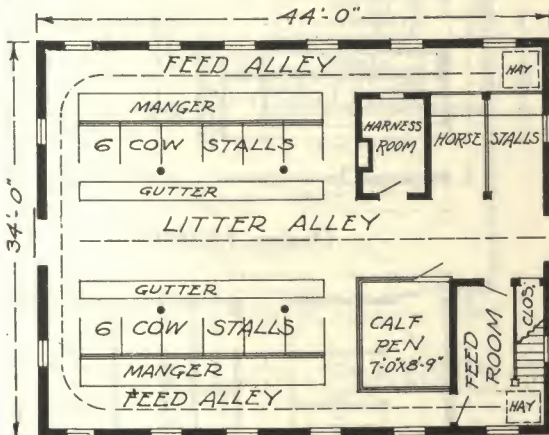 44'-0"
FEED ALLEY
HAY
MANGER
HARNESS
ROOM
HORSE STALLS
6 COW STALLS
GUTTER
34'-0"
LITTER ALLEY
GUTTER
6 COW STALLS
CALF
PEN
7'-0"X8'-9"
FEED
ROOM
CLOS.
MANGER
FEED ALLEY
HAY